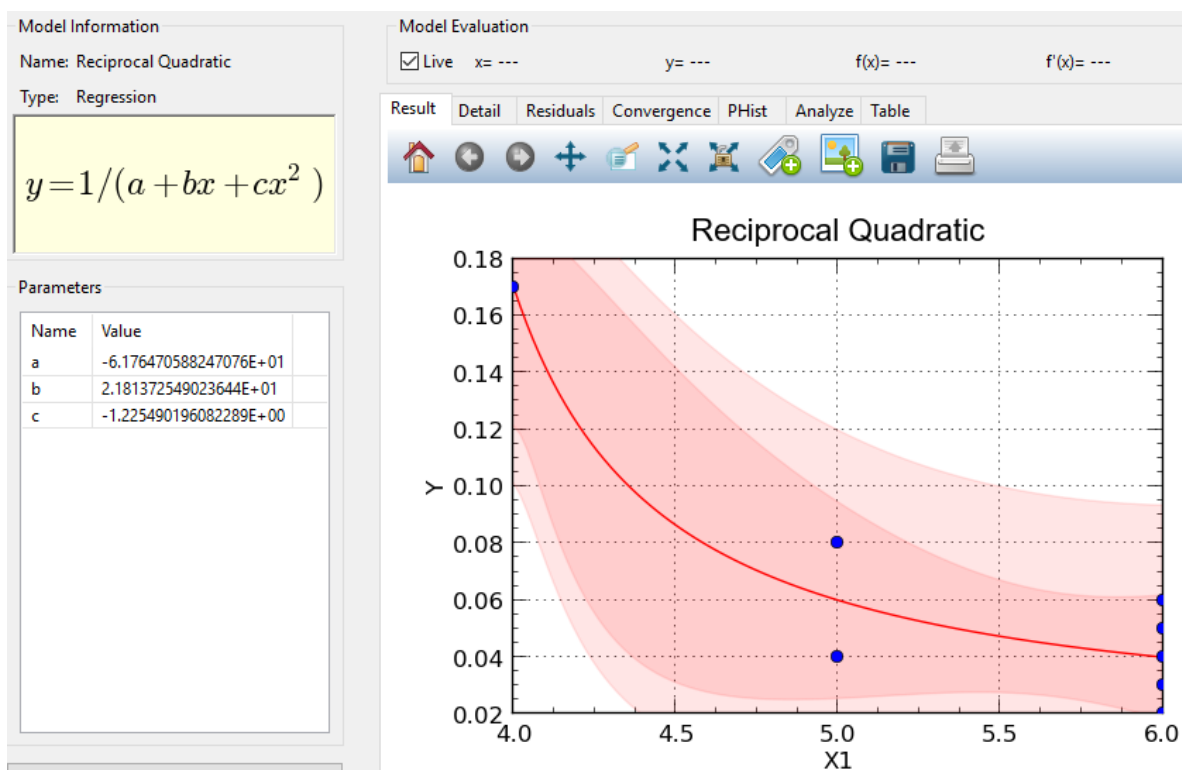 Model Information
Name: Reciprocal Quadratic
Type: Regression
y=1/(a+bx+cx² )
Parameters
Name Value
a -6.176470588247076E+01
b 2.181372549023644E+01
c -1.225490196082289E+00
Model Evaluation
Live x= --- y= --- f(x)= --- f'(x)= ---
Result Detail Residuals Convergence PHist Analyze Table
Reciprocal Quadratic
0.18
0.16
0.14
0.12
0.10
0.08
0.06
0.04
0.02
Y
4.0 4.5 5.0 5.5 6.0
X1